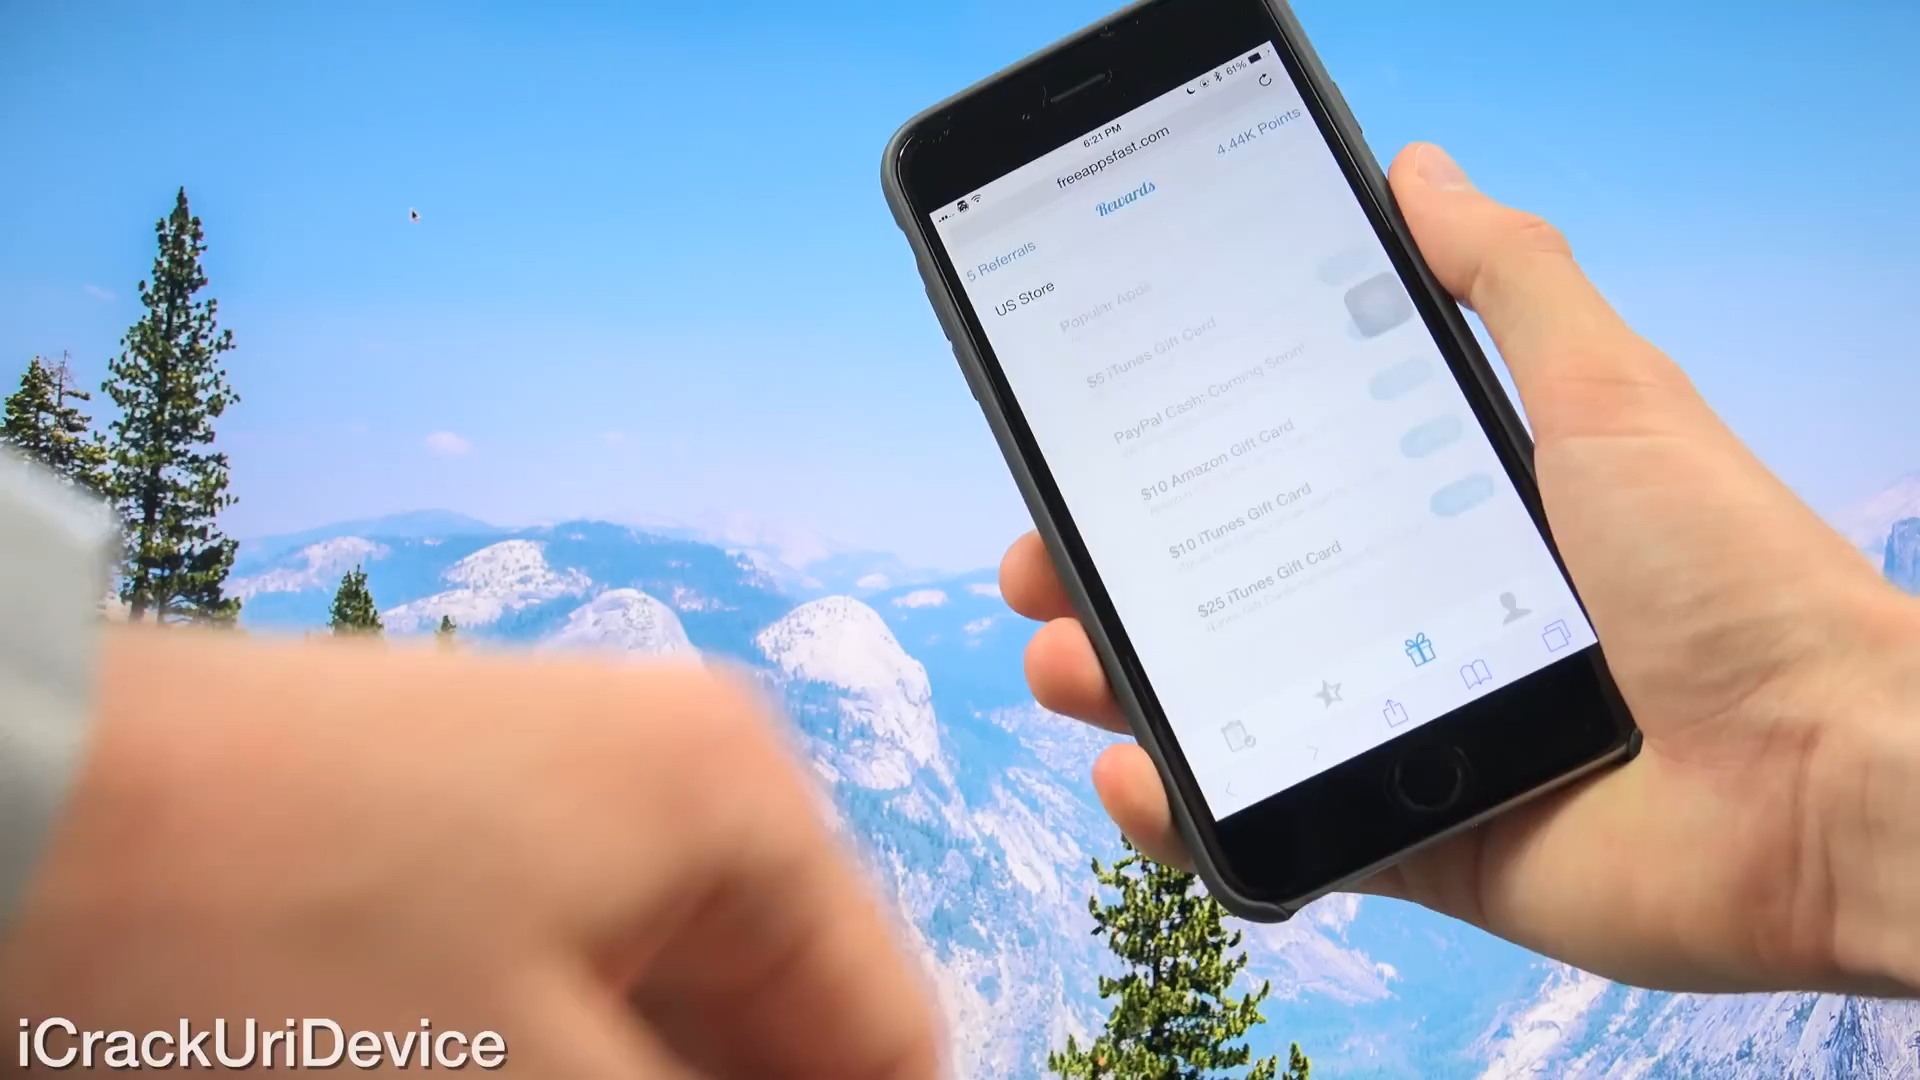 61%
6:21 PM
freeappsfast.com
Rewards
4.44K Points
5 Referrals
US Store
Popular Apps
$5 iTunes Gift Card
PayPal Cash: Coming Soon!
$10 Amazon Gift Card
$10 iTunes Gift Card
$25 iTunes Gift Card
iCrackUriDevice